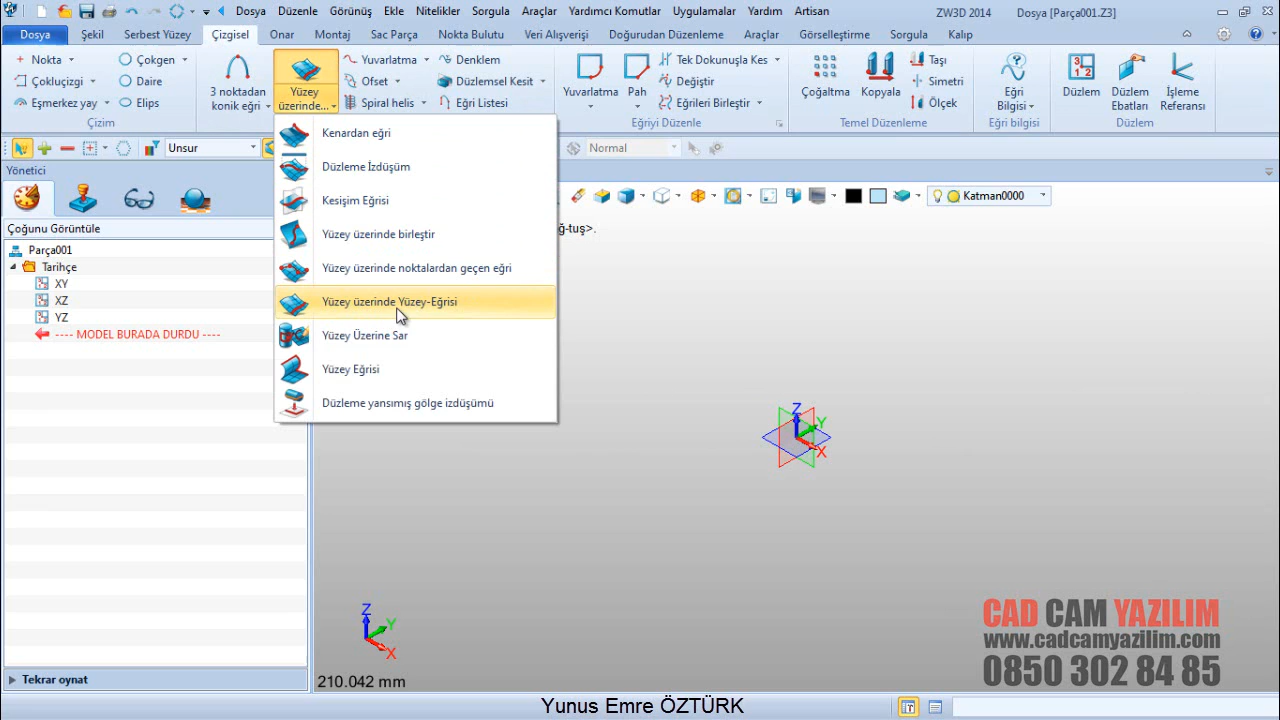 Dosya Düzenle Görünüş Ekle Nitelikler Sorgula Araçlar Yardımcı Komutlar Uygulamalar Yardım Artisan ZW3D 2014 Dosya [Parça001.Z3]
Dosya Şekil Serbest Yüzey Çizgisel Onar Montaj Sac Parça Nokta Bulutu Veri Alışverişi Doğurudan Düzenleme Araçlar Görselleştirme Sorgula Kalıp
Nokta Çokgen Yuvarlatma Denklem Tek Dokunuşla Kes Taşı
Çokluçizgi Daire Ofset Düzlemsel Kesit Değiştir Simetri
Eşmerkez yay Elips Spiral helis Eğri Listesi Eğrileri Birleştir Ölçek
3 noktadan konik eğri
Yüzey üzerinde...
Yuvarlatma Pah Eğri Bilgi Çoğaltma Kopyala Düzlem Düzlem Ebatları İşleme Referansı
Çizim Eğriyi Düzenle Temel Düzenleme Eğri bilgi Düzlem
Unsur Normal
Yönetici
Katman0000
Çoğunu Görüntüle
ğ-tuş>.
Parça001
Tarihçe
XY
XZ
YZ
---- MODEL BURADA DURDU ----
Kenardan eğri
Düzleme İzdüşüm
Kesişim Eğrisi
Yüzey üzerinde birleştir
Yüzey üzerinde noktalardan geçen eğri
Yüzey üzerinde Yüzey-Eğrisi
Yüzey Üzerine Sar
Yüzey Eğrisi
Düzleme yansımış gölge izdüşümü
Z
Y
X
Z
Y
X
CAD CAM YAZILIM
www.cadcamyazilim.com
0850 302 84 85
Tekrar oynat
210.042 mm
Yunus Emre ÖZTÜRK